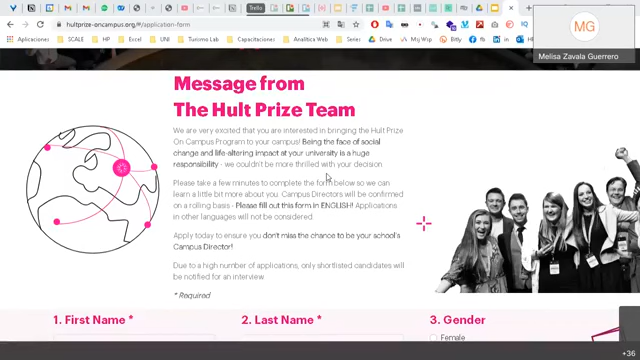 Trello
hultprize-oncampus.org/#/application-form
Aplicaciones
SCALE
HP
Excel
UNI
Turismo Lab
Capacitaciones
Analítica Web
Series
Drive
My Wip
Bitly
fb
in
HE
MG
Melisa Zavala Guerrero
Message from
The Hult Prize Team
We are very excited that you are interested in bringing the Hult Prize
On Campus Program to your campus! Being the face of social
change and life-altering impact at your university is a huge
responsibility - we couldn't be more thrilled with your decision
Please take a few minutes to complete the form below so we can
learn a little bit more about you. Campus Directors will be confirmed
on a rolling basis - Please fill out this form in ENGLISH! Applications
in other languages will not be considered
Apply today to ensure you don't miss the chance to be your school's
Campus Director!
Due to a high number of applications, only shortlisted candidates will
be notified for an interview
* Required
1. First Name *
2. Last Name *
3. Gender
Female
+36